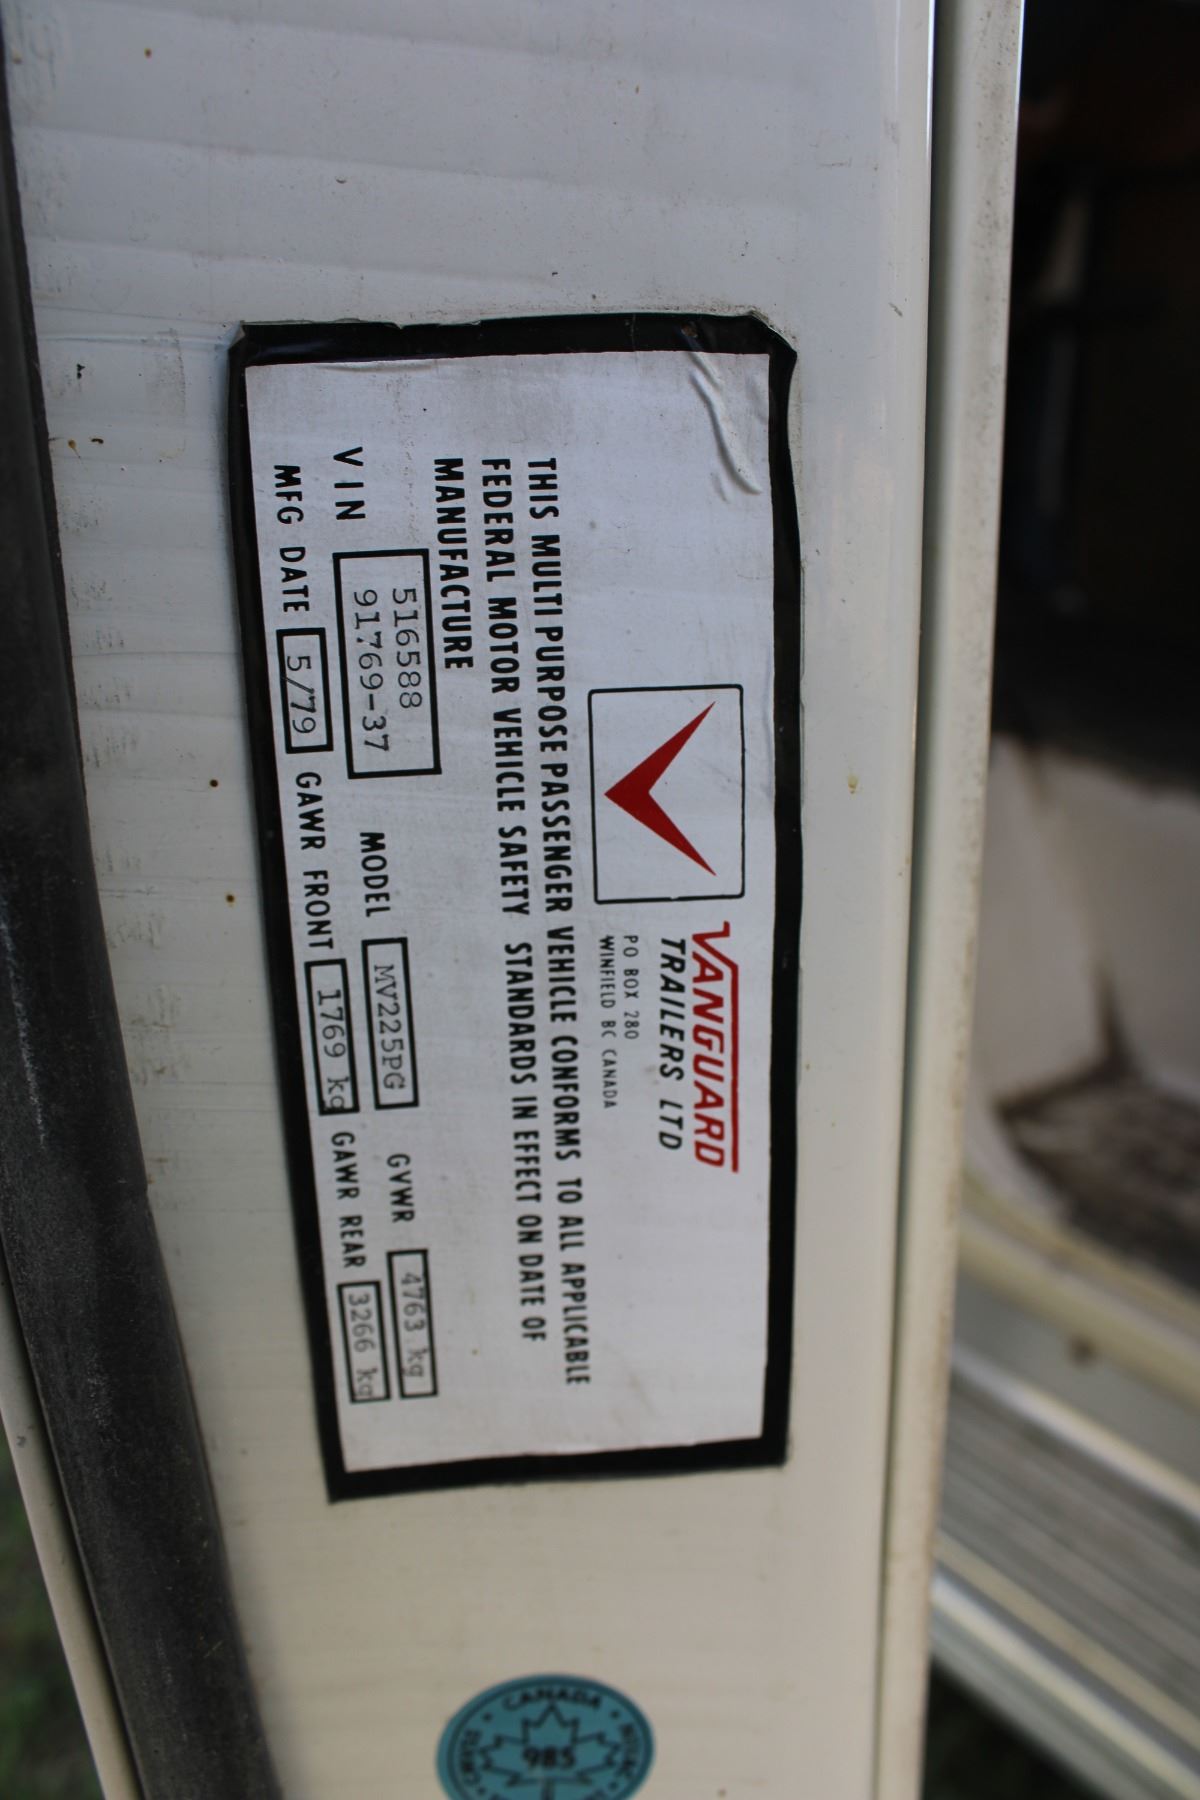 VANGUARD
TRAILERS LTD
PO BOX 280
WINFIELD BC CANADA
THIS MULTI PURPOSE PASSENGER VEHICLE CONFORMS TO ALL APPLICABLE
FEDERAL MOTOR VEHICLE SAFETY STANDARDS IN EFFECT ON DATE OF
MANUFACTURE
VIN 516588 91769-37 MODEL MV225PG GVWR 4763 kg
MFG DATE 5/79 GAWR FRONT 1769 kg GAWR REAR 3266 kg
CANADA
985